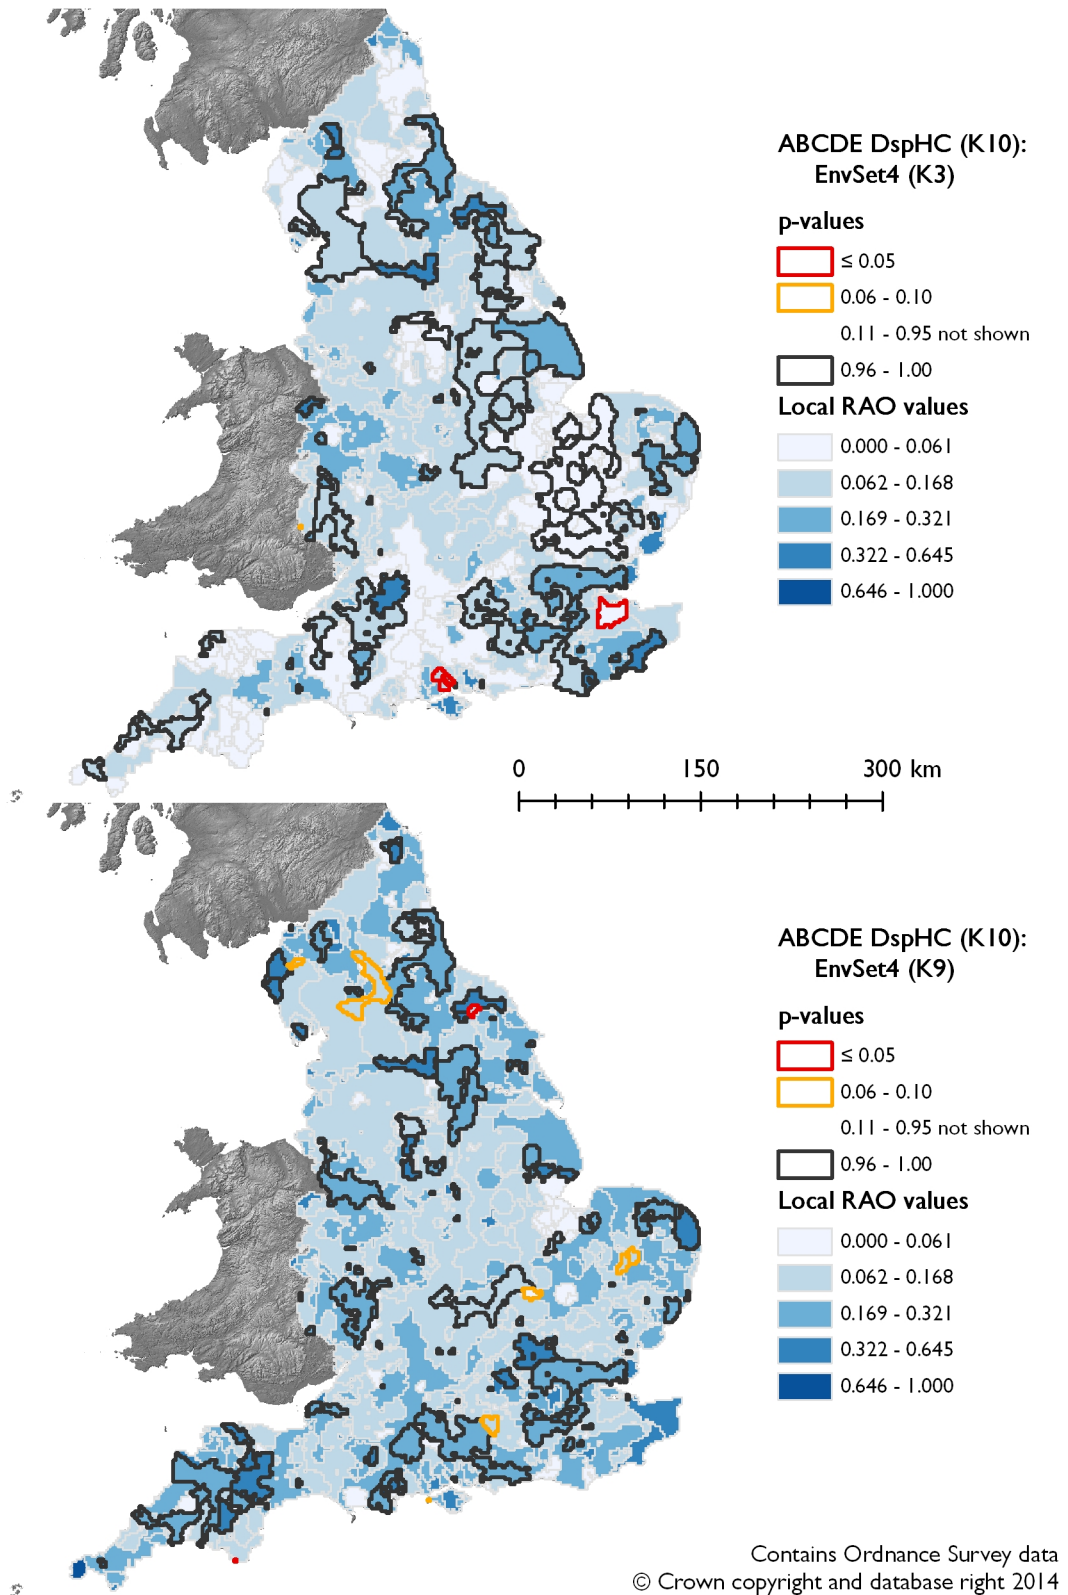 ABCDE DspHC (K10):
EnvSet4 (K3)
p-values
≤ 0.05
0.06 - 0.10
0.11 - 0.95 not shown
0.96 - 1.00
Local RAO values
0.000 - 0.061
0.062 - 0.168
0.169 - 0.321
0.322 - 0.645
0.646 - 1.000
0 150 300 km
ABCDE DspHC (K10):
EnvSet4 (K9)
p-values
≤ 0.05
0.06 - 0.10
0.11 - 0.95 not shown
0.96 - 1.00
Local RAO values
0.000 - 0.061
0.062 - 0.168
0.169 - 0.321
0.322 - 0.645
0.646 - 1.000
Contains Ordnance Survey data
© Crown copyright and database right 2014